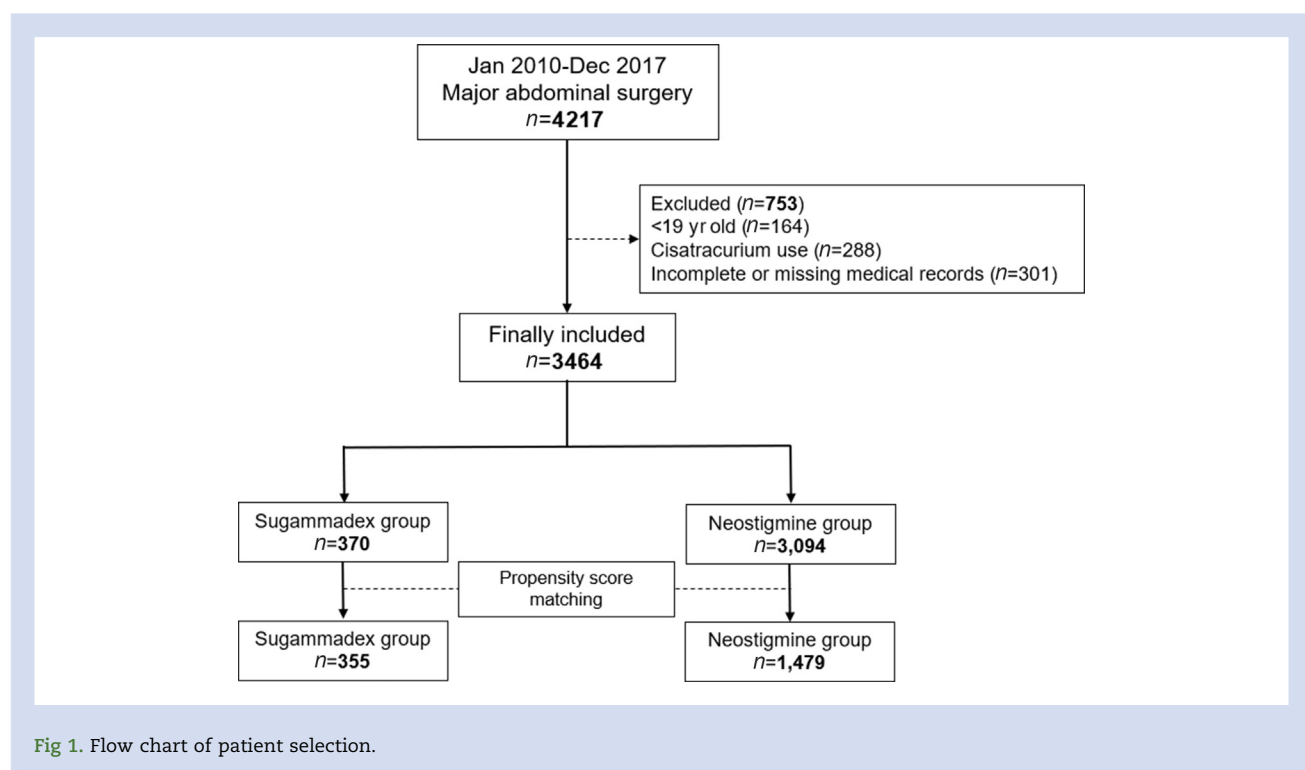 Jan 2010-Dec 2017
Major abdominal surgery
n=4217
Excluded (n=753)
<19 yr old (n=164)
Cisatracurium use (n=288)
Incomplete or missing medical records (n=301)
Finally included
n=3464
Sugammadex group
n=370
Neostigmine group
n=3,094
Propensity score
matching
Sugammadex group
n=355
Neostigmine group
n=1,479
Fig 1. Flow chart of patient selection.